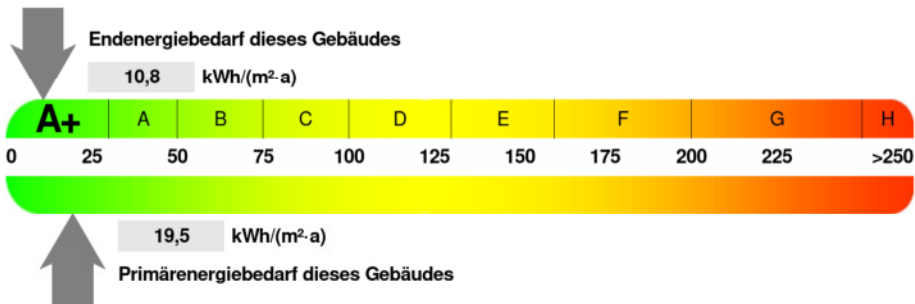 Endenergiebedarf dieses Gebäudes
10,8 kWh/(m²·a)
A+ A B C D E F G H
0 25 50 75 100 125 150 175 200 225 >250
19,5 kWh/(m²·a)
Primärenergiebedarf dieses Gebäudes